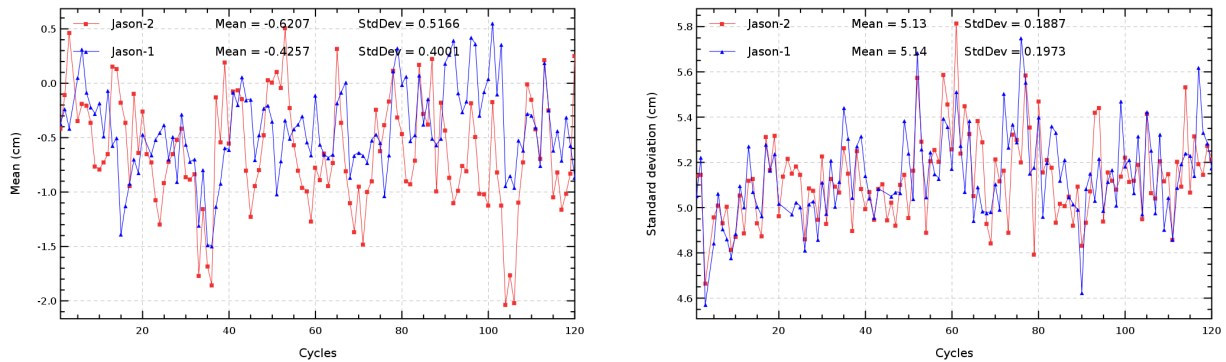 Jason-2 Mean = -0.6207 StdDev = 0.5166
Jason-1 Mean = -0.4257 StdDev = 0.4001
0.5
0.0
-0.5
-1.0
-1.5
-2.0
Mean (cm)
20 40 60 80 100 120
Cycles
Jason-2 Mean = 5.13 StdDev = 0.1887
Jason-1 Mean = 5.14 StdDev = 0.1973
5.8
5.6
5.4
5.2
5.0
4.8
4.6
Standard deviation (cm)
20 40 60 80 100 120
Cycles